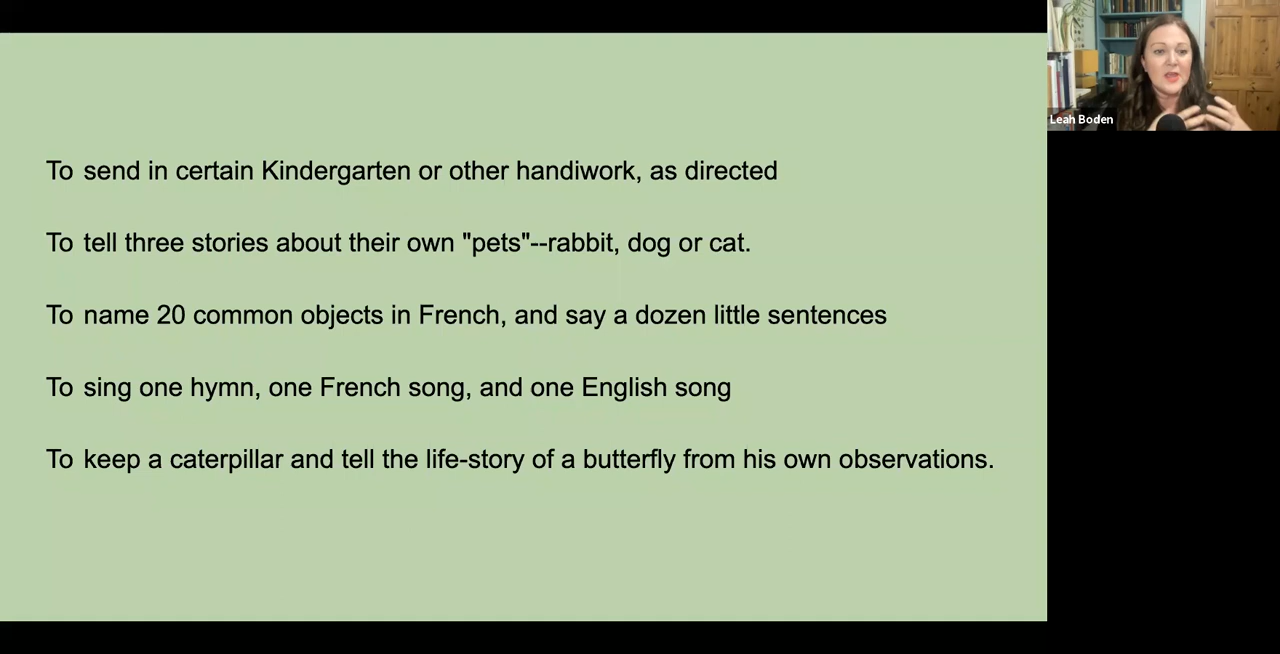 To send in certain Kindergarten or other handiwork, as directed
To tell three stories about their own "pets"--rabbit, dog or cat.
To name 20 common objects in French, and say a dozen little sentences
To sing one hymn, one French song, and one English song
To keep a caterpillar and tell the life-story of a butterfly from his own observations.
Leah Boden